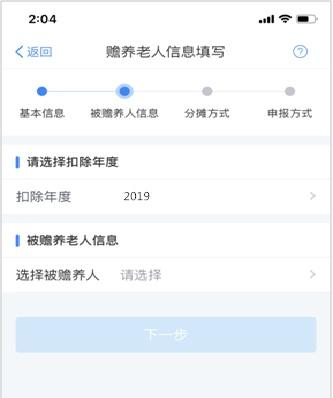 2:04
返回
赡养老人信息填写
?
基本信息 被赡养人信息 分摊方式 申报方式
请选择扣除年度
扣除年度 2019
被赡养老人信息
选择被赡养人 请选择
下一步